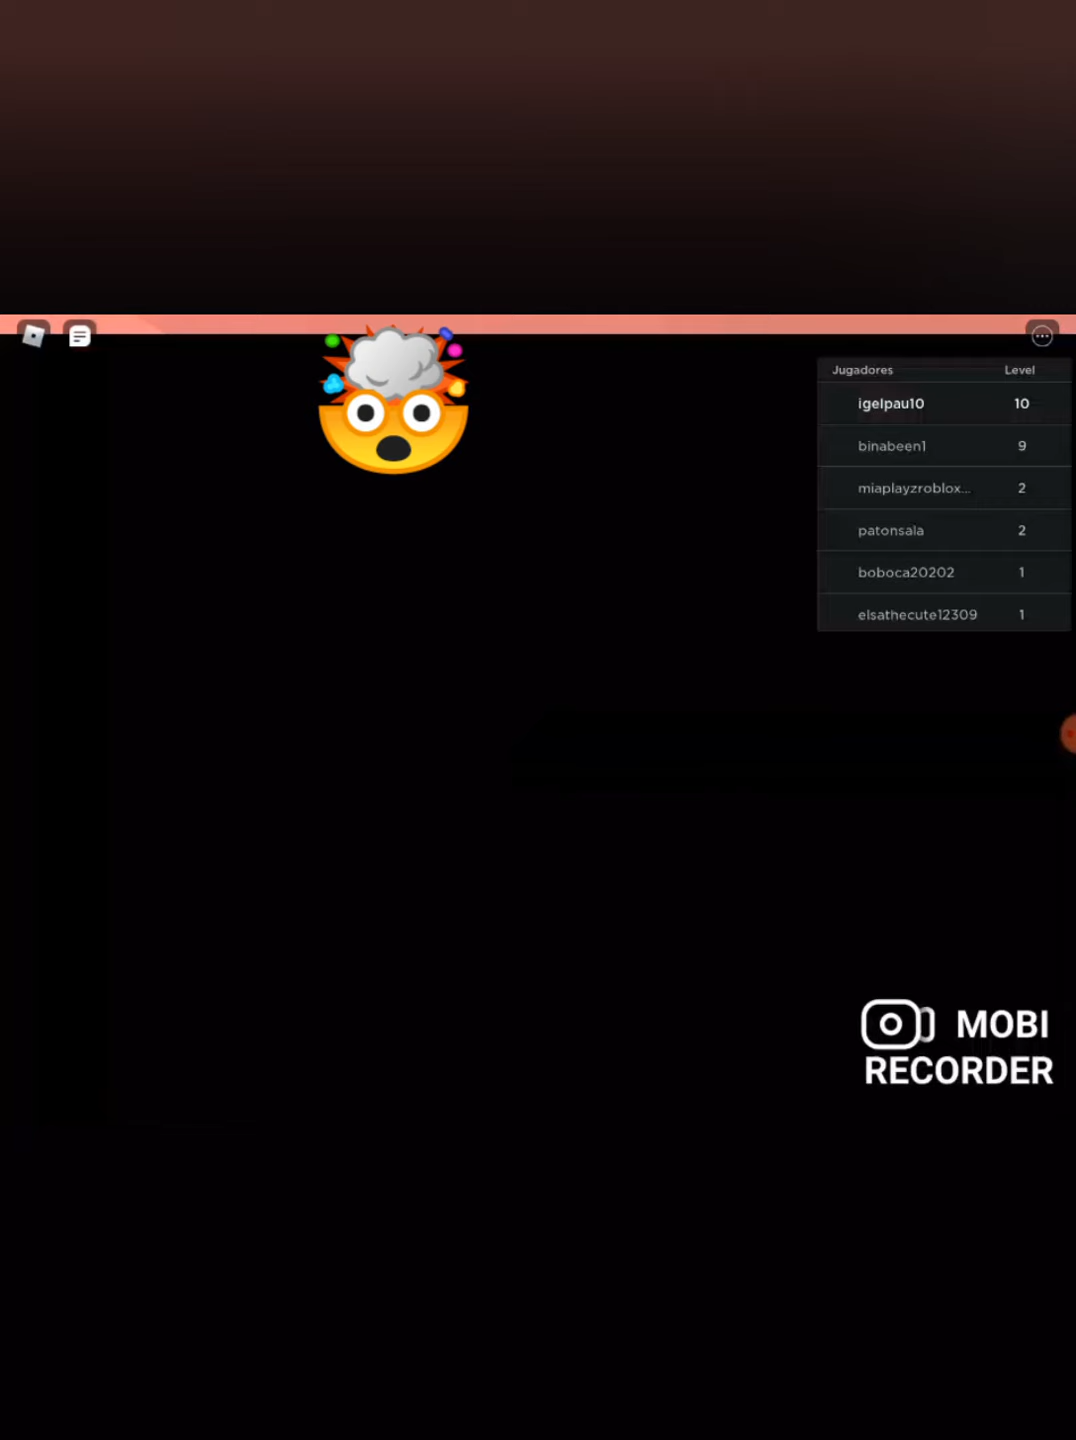 Jugadores Level
igelpau10 10
binabeen1 9
miaplayzroblox... 2
patonsala 2
boboca20202 1
elsathecute12309 1
MOBI
RECORDER